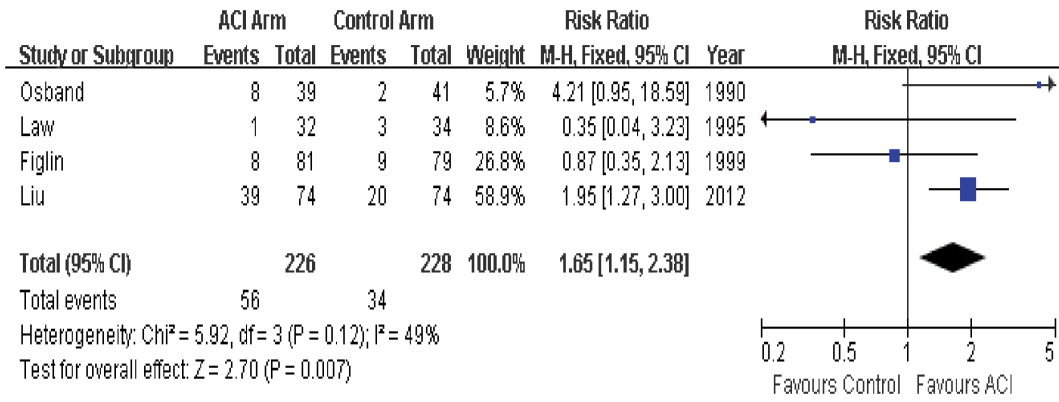 ACI Arm Control Arm Risk Ratio Risk Ratio
Study or Subgroup Events Total Events Total Weight M-H, Fixed, 95% CI Year M-H, Fixed, 95% CI
Osband 8 39 2 41 5.7% 4.21 [0.95, 18.59] 1990
Law 1 32 3 34 8.6% 0.35 [0.04, 3.23] 1995
Figlin 8 81 9 79 26.8% 0.87 [0.35, 2.13] 1999
Liu 39 74 20 74 58.9% 1.95 [1.27, 3.00] 2012
Total (95% CI) 226 228 100.0% 1.65 [1.15, 2.38]
Total events 56 34
Heterogeneity: Chi² = 5.92, df = 3 (P = 0.12); I² = 49%
Test for overall effect: Z = 2.70 (P = 0.007)
0.2 0.5 1 2 5
Favours Control Favours ACI